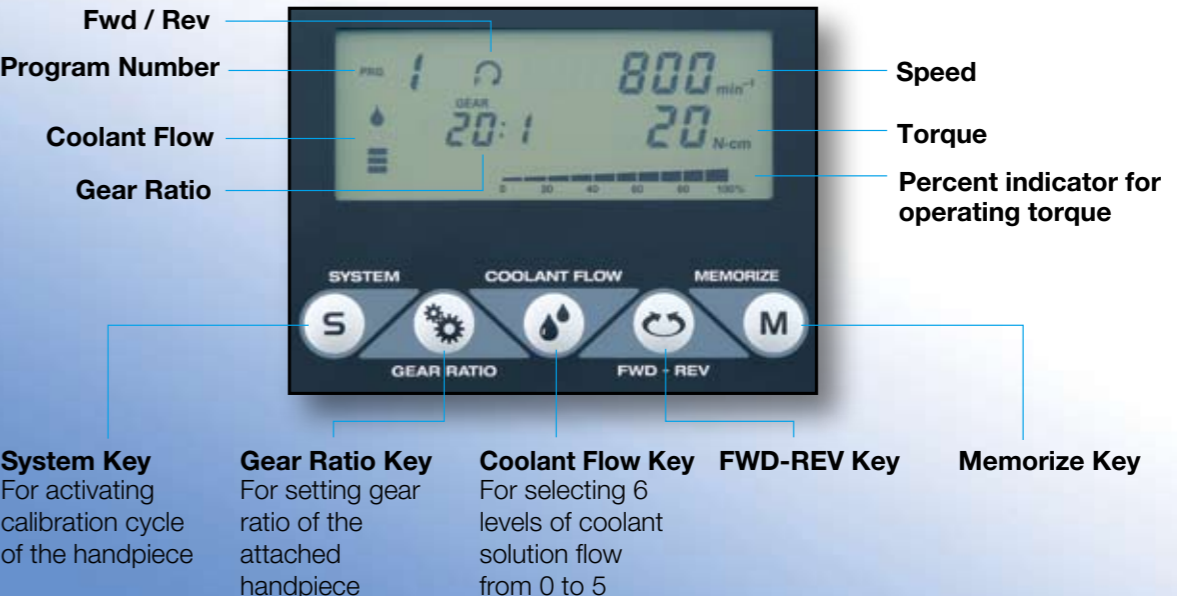 Fwd / Rev
Program Number
Coolant Flow
Gear Ratio
PRG 1
800 min⁻¹
GEAR
20:1
20 N-cm
0 20 40 60 80 100%
Speed
Torque
Percent indicator for
operating torque
SYSTEM COOLANT FLOW MEMORIZE
S M
GEAR RATIO FWD - REV
System Key
For activating
calibration cycle
of the handpiece
Gear Ratio Key
For setting gear
ratio of the
attached
handpiece
Coolant Flow Key
For selecting 6
levels of coolant
solution flow
from 0 to 5
FWD-REV Key
Memorize Key